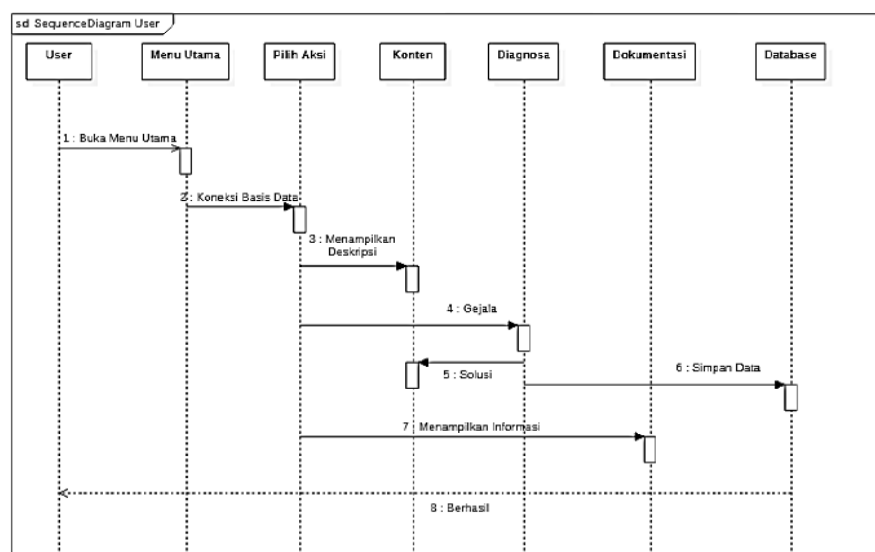 sd SequenceDiagram User
User
Menu Utama
Pilih Aksi
Konten
Diagnosa
Dokumentasi
Database
1 : Buka Menu Utama
2 : Koneksi Basis Data
3 : Menampilkan
Deskripsi
4 : Gejala
5 : Solusi
6 : Simpan Data
7 : Menampilkan Informasi
8 : Berhasil